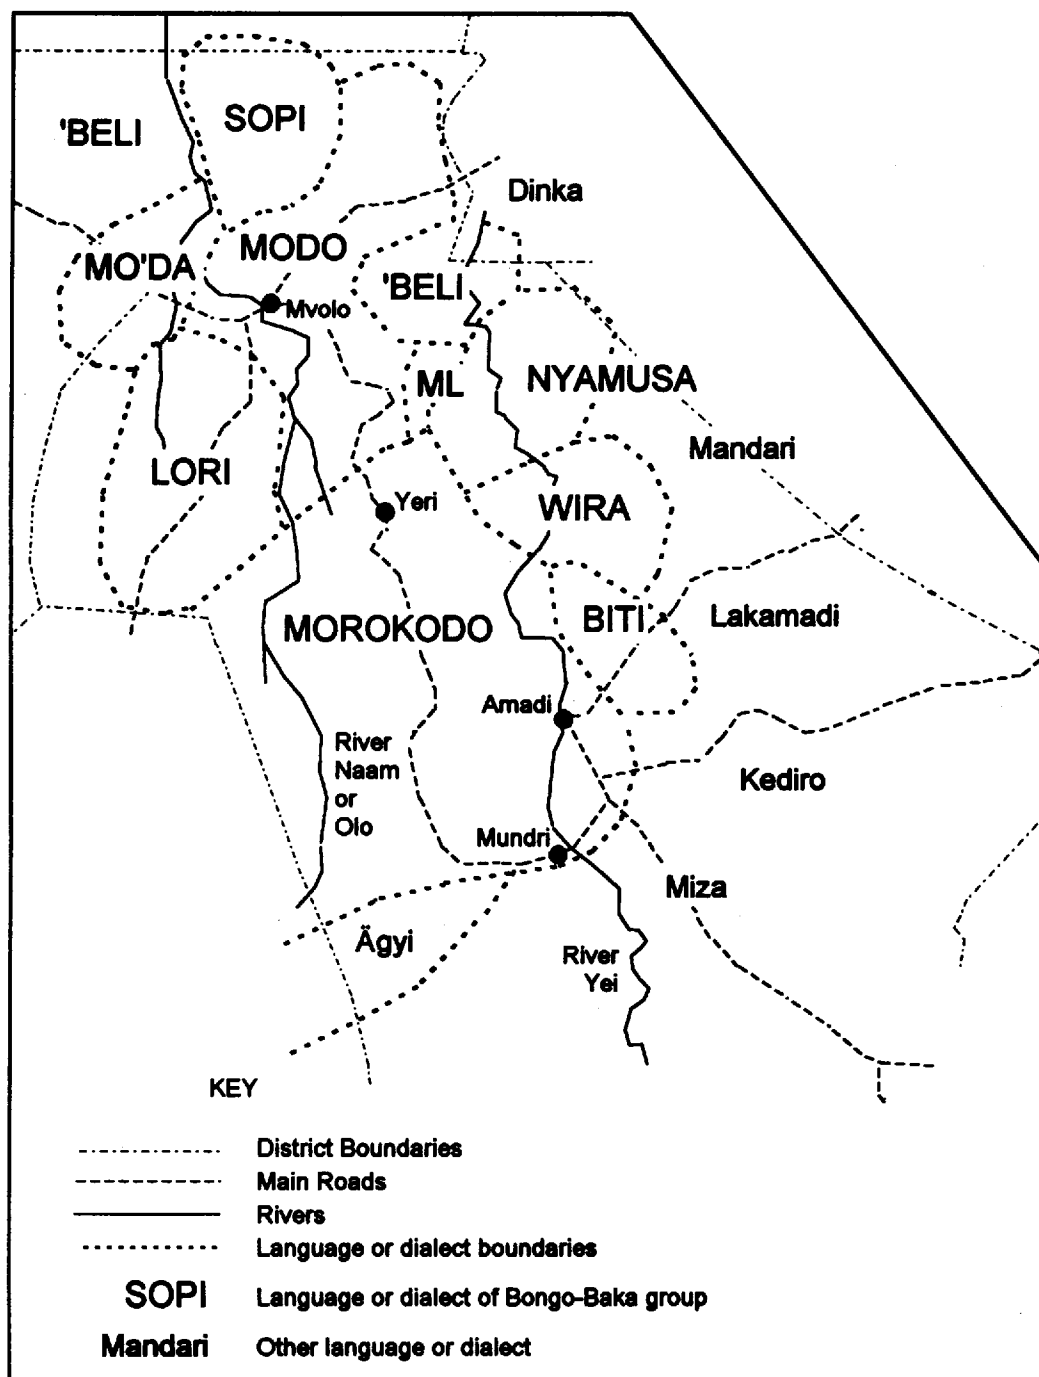 SOPI
'BELI
Dinka
MODO
MO'DA
'BELI
Mvolo
ML
NYAMUSA
Mandari
LORI
Yeri
WIRA
BITI
Lakamadi
MOROKODO
Amadi
River
Naam
or
Olo
Kediro
Mundri
Miza
Ägyi
River
Yei
KEY
District Boundaries
Main Roads
Rivers
Language or dialect boundaries
SOPI Language or dialect of Bongo-Baka group
Mandari Other language or dialect